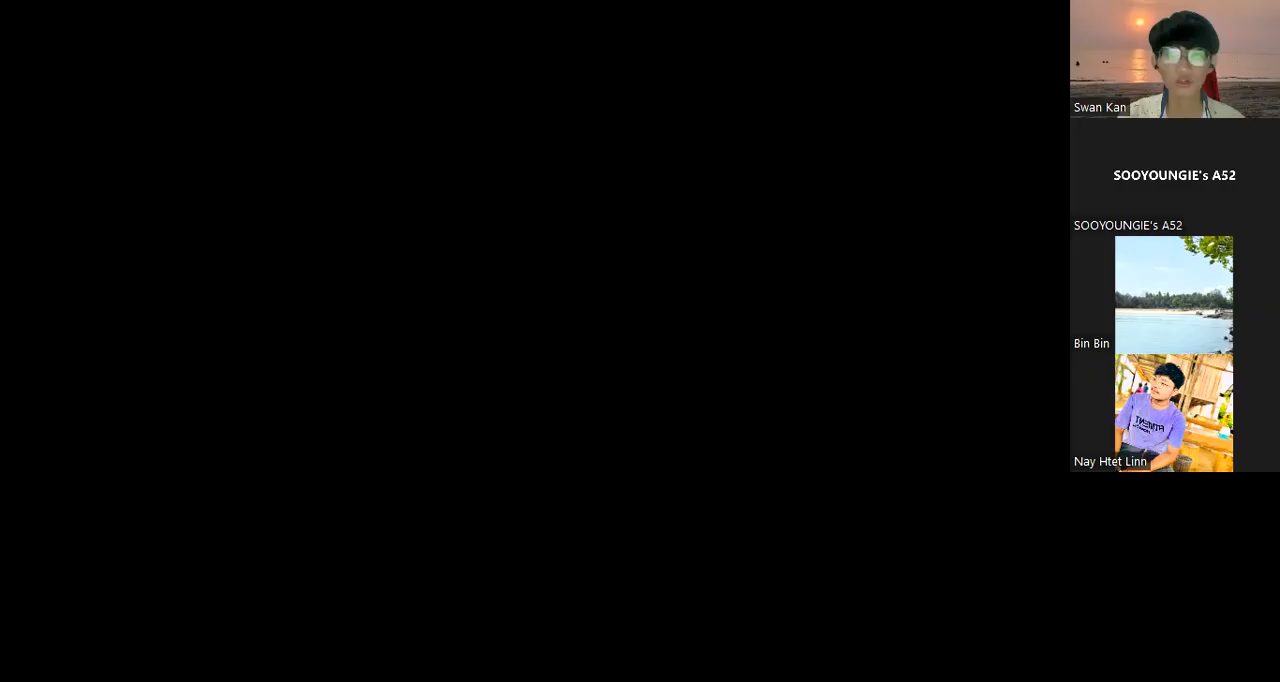 Swan Kan
SOOYOUNGIE's A52
SOOYOUNGIE's A52
Bin Bin
Nay Htet Linn